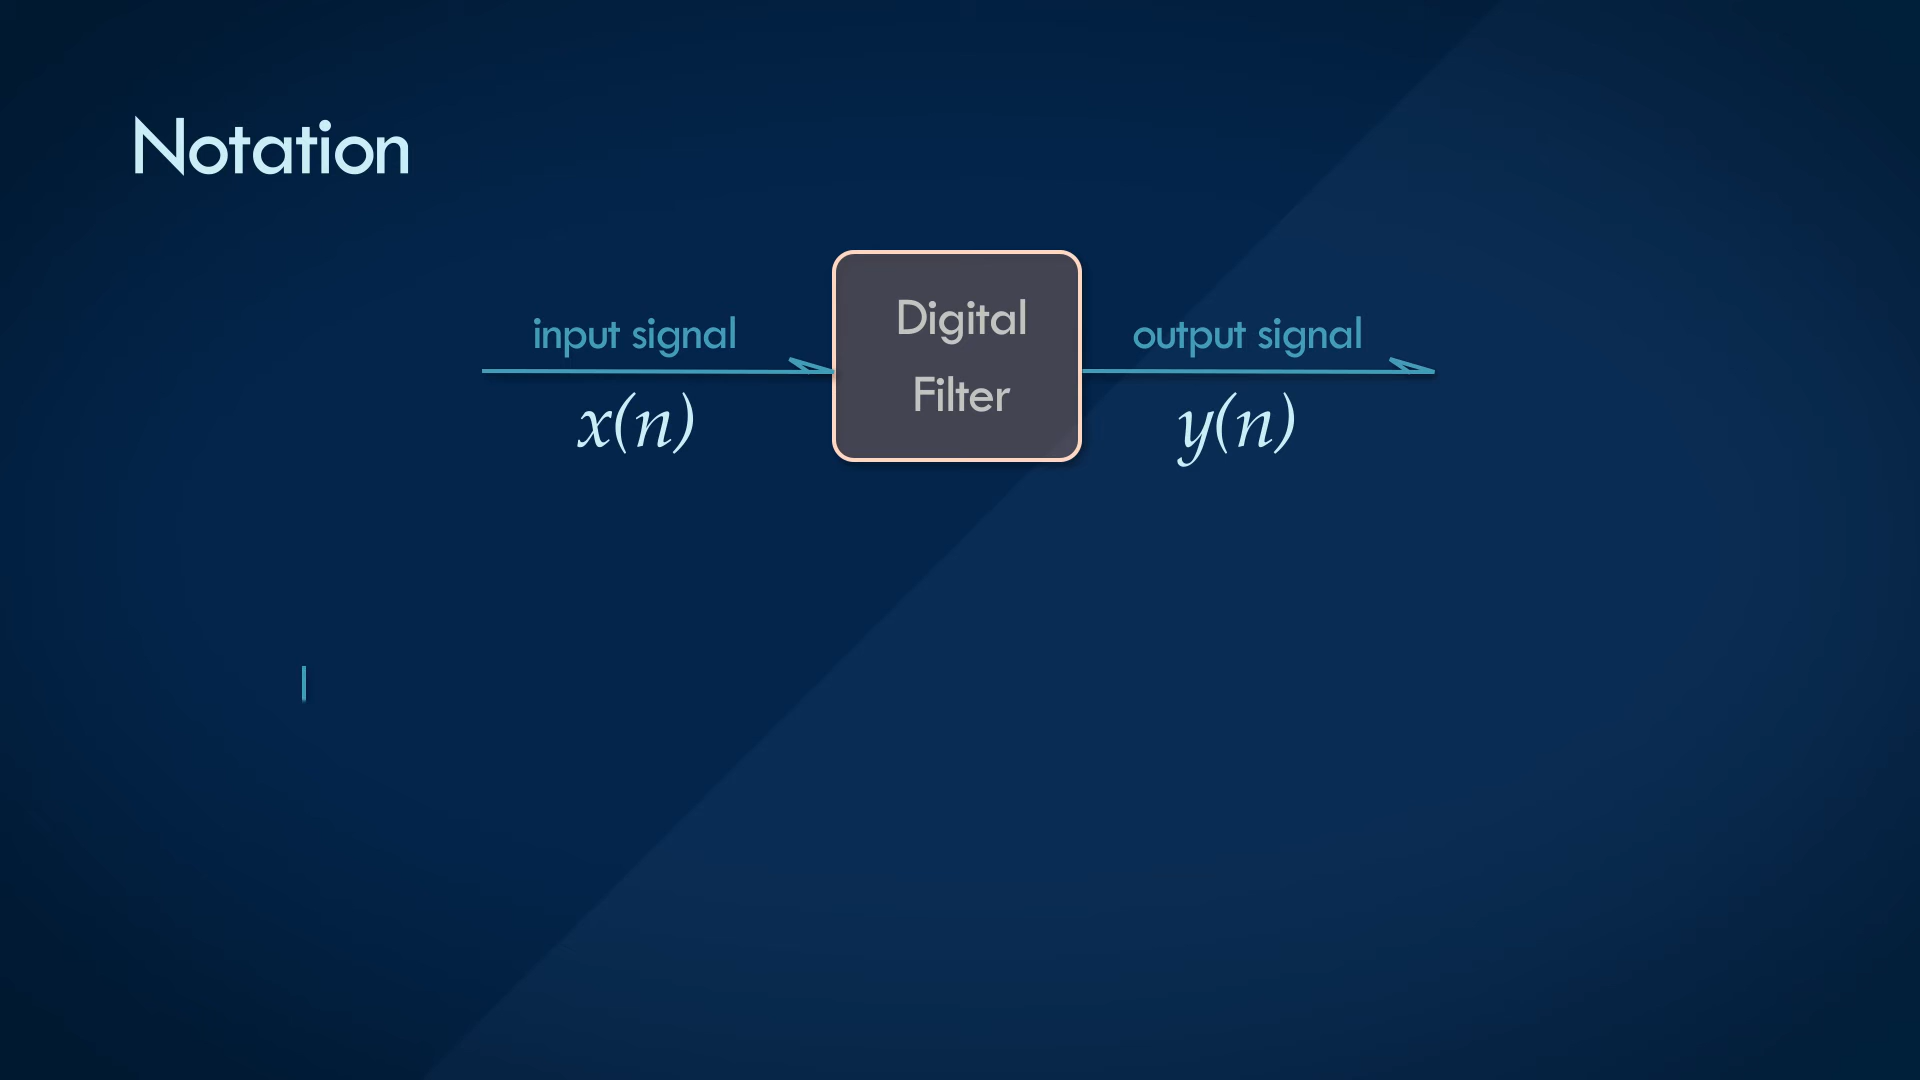 Notation
input signal
x(n)
Digital
Filter
output signal
y(n)